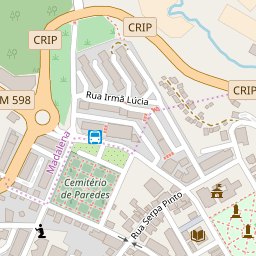 CRIP
CRIP
CRIP
Rua Irmã Lúcia
M 598
Madalena
Cemitério
de Paredes
Rua Serpa Pinto